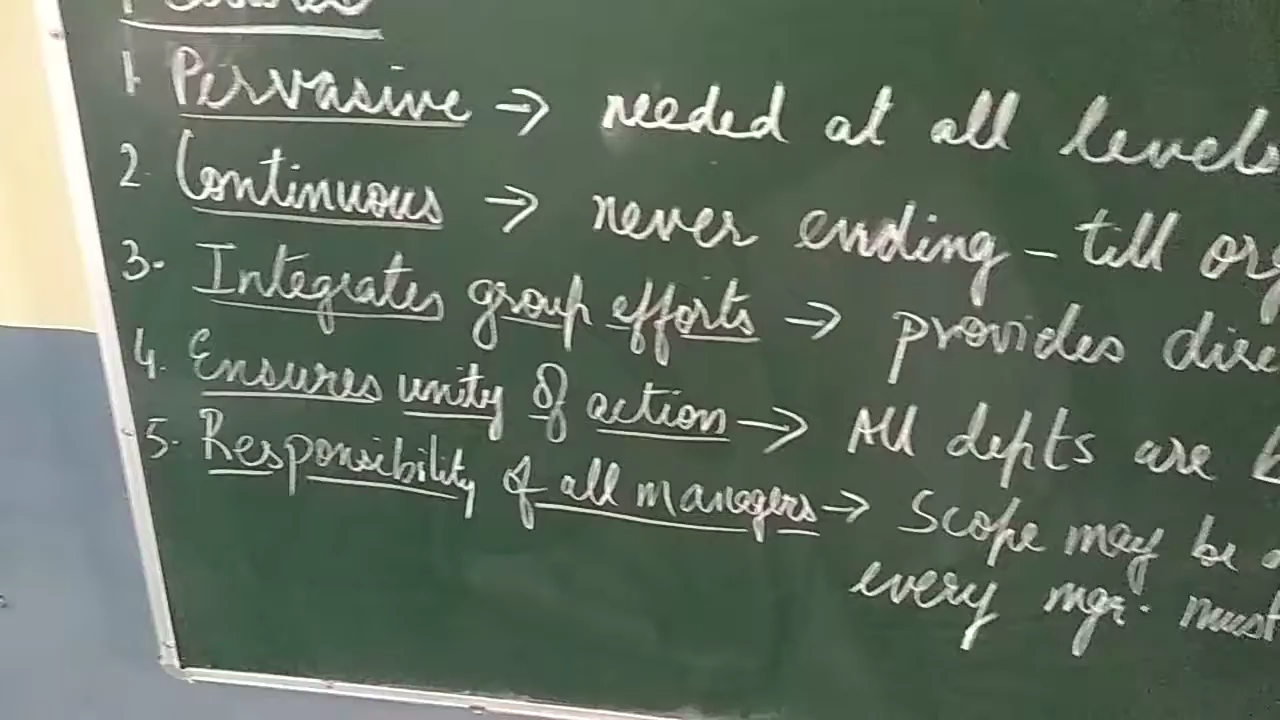 1. Pervasive → needed at all levels
2. Continuous → never ending - till org
3. Integrates group efforts → provides dire
4. Ensures unity of action → All depts are
5. Responsibility of all managers → Scope may be
every mgr. must